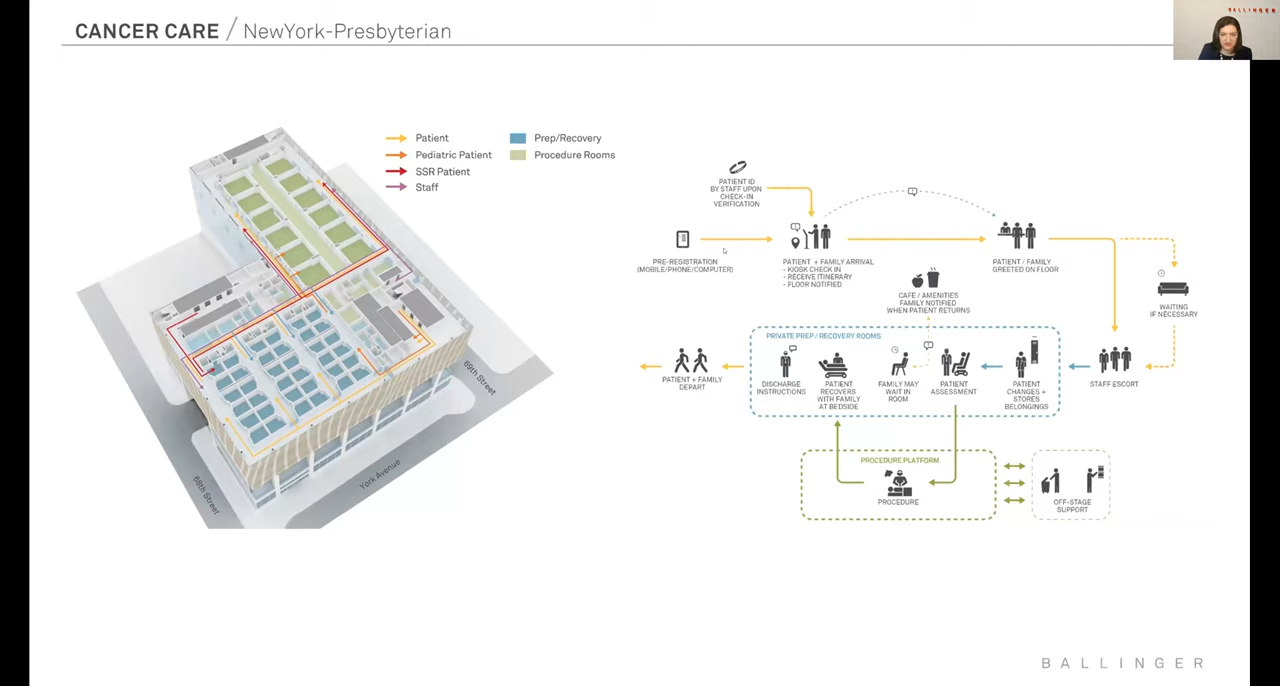 CANCER CARE / NewYork-Presbyterian
BALLINGER
Patient
Pediatric Patient
SSR Patient
Staff
Prep/Recovery
Procedure Rooms
68th Street
York Avenue
69th Street
PATIENT ID
BY STAFF UPON
CHECK-IN
VERIFICATION
PRE-REGISTRATION
(MOBILE/PHONE/COMPUTER)
PATIENT + FAMILY ARRIVAL
- KIOSK CHECK IN
- RECEIVE ITINERARY
- FLOOR NOTIFIED
PATIENT / FAMILY
GREETED ON FLOOR
CAFE / AMENITIES
FAMILY NOTIFIED
WHEN PATIENT RETURNS
WAITING
IF NECESSARY
PRIVATE PREP / RECOVERY ROOMS
PATIENT + FAMILY
DEPART
DISCHARGE
INSTRUCTIONS
PATIENT
RECOVERS
WITH FAMILY
AT BEDSIDE
FAMILY MAY
WAIT IN
ROOM
PATIENT
ASSESSMENT
PATIENT
CHANGES +
STORES
BELONGINGS
STAFF ESCORT
PROCEDURE PLATFORM
PROCEDURE
OFF-STAGE
SUPPORT
BALLINGER